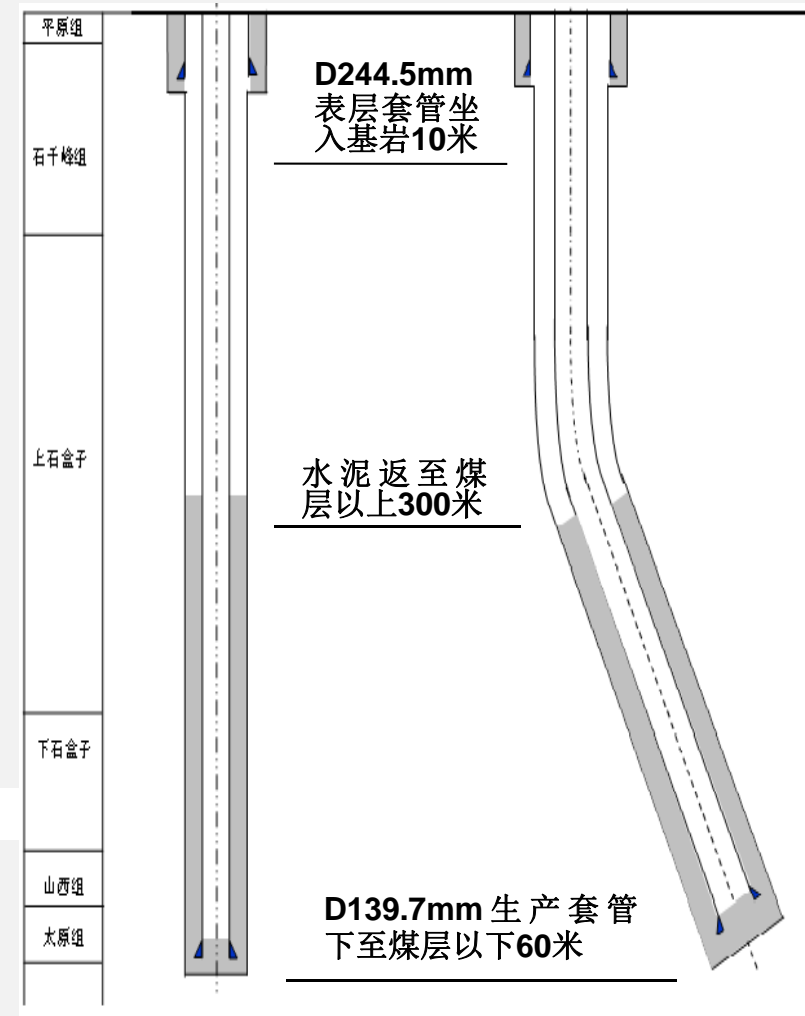 平原组
石千峰组
上石盒子
下石盒子
山西组
太原组
D244.5mm
表层套管坐
入基岩10米
水泥返至煤
层以上300米
D139.7mm生产套管
下至煤层以下60米